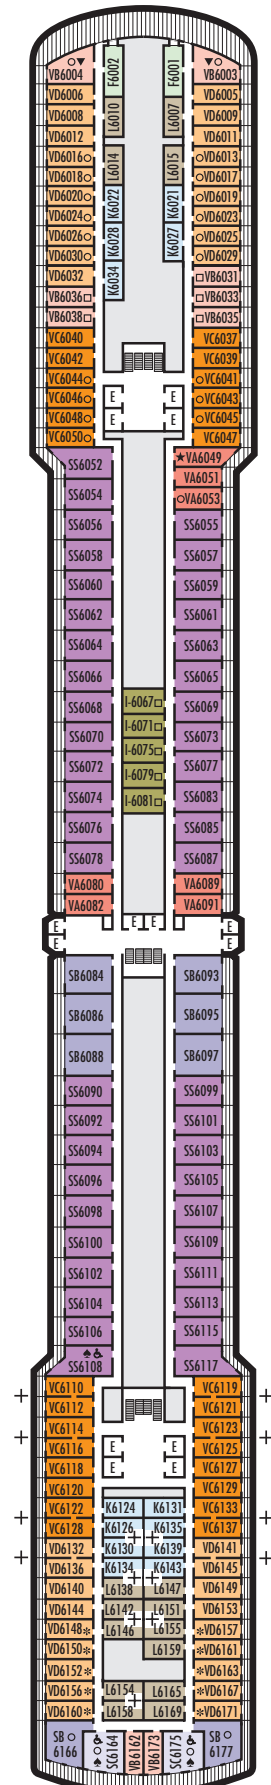 VB6004 F6002 F6001 VB6003
VD6006 VD6005
VD6008 L6010 L6007 VD6009
VD6012 VD6011
VD6016 L6014 L6015 VD6013
VD6018 VD6017
VD6020 K6022 K6021 VD6019
VD6024 VD6023
VD6026 K6028 K6027 VD6025
VD6030 VD6029
VD6032 K6034 VB6031
VB6036 VB6033
VB6038 VB6035
VC6040 VC6037
VC6042 VC6039
VC6044 VC6041
VC6046 E E VC6043
VC6048 E E VC6045
VC6050 VC6047
SS6052 VA6049
VA6051
SS6054 VA6053
SS6056 SS6055
SS6058 SS6057
SS6060 SS6059
SS6062 SS6061
SS6064 SS6063
SS6066 SS6065
SS6068 I-6067 SS6069
SS6070 I-6071 SS6073
I-6075
SS6072 I-6079 SS6077
SS6074 I-6081 SS6083
SS6076 SS6085
SS6078 SS6087
VA6080 VA6089
VA6082 VA6091
E E E E
E E
SB6084 SB6093
SB6086 SB6095
SB6088 SB6097
SS6090 SS6099
SS6092 SS6101
SS6094 SS6103
SS6096 SS6105
SS6098 SS6107
SS6100 SS6109
SS6102 SS6111
SS6104 SS6113
SS6106 SS6115
SS6108 SS6117
VC6110 VC6119
VC6112 VC6121
VC6114 VC6123
VC6116 E E VC6125
VC6118 E E VC6127
VC6120 VC6129
VC6122 K6124 K6131 VC6133
VC6128 K6126 K6135 VC6137
VD6132 K6130 K6139 VD6141
VD6136 K6134 K6143 VD6145
VD6140 L6138 L6147 VD6149
VD6144 L6142 L6151 VD6153
VD6148* L6146 L6155 *VD6157
VD6150* L6159 *VD6161
VD6152* *VD6163
VD6156* L6154 L6165 *VD6167
VD6160* L6158 L6169 *VD6171
SB 6166 SC6164 VB6162 VB6173 SC6175 SB 6177